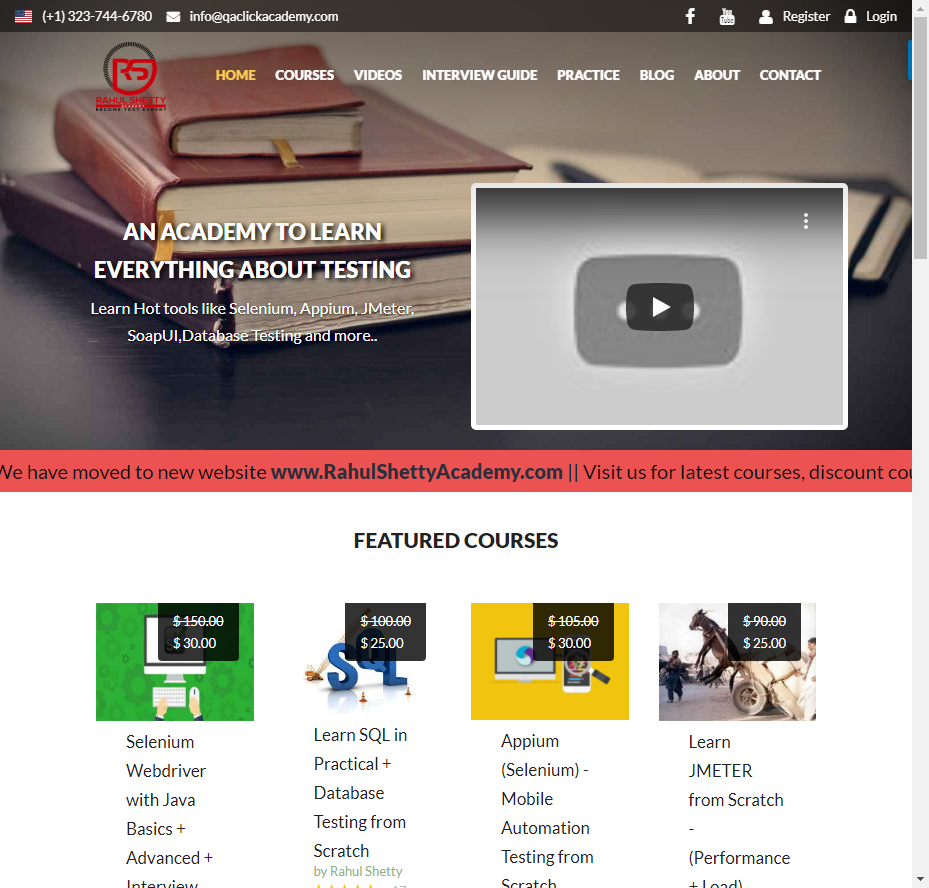 (+1) 323-744-6780 info@qaclickacademy.com Register Login
RAHUL SHETTY
ACADEMY
BECOME TEST EXPERT
HOME COURSES VIDEOS INTERVIEW GUIDE PRACTICE BLOG ABOUT CONTACT
AN ACADEMY TO LEARN
EVERYTHING ABOUT TESTING
Learn Hot tools like Selenium, Appium, JMeter,
SoapUI,Database Testing and more..
We have moved to new website www.RahulShettyAcademy.com || Visit us for latest courses, discount cou
FEATURED COURSES
$ 150.00
$ 30.00
Selenium
Webdriver
with Java
Basics +
Advanced +
Interview
$ 100.00
$ 25.00
SQL
Learn SQL in
Practical +
Database
Testing from
Scratch
by Rahul Shetty
$ 105.00
$ 30.00
Appium
(Selenium) -
Mobile
Automation
Testing from
Scratch
$ 90.00
$ 25.00
Learn
JMETER
from Scratch
-
(Performance
+ Load)